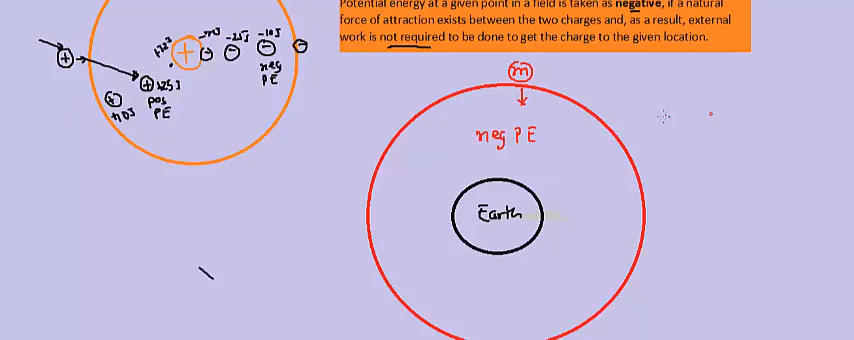 Potential energy at a given point in a field is taken as negative, if a natural
force of attraction exists between the two charges and, as a result, external
work is not required to be done to get the charge to the given location.
-25J
-10J
neg
PE
+25J
pos
PE
+10J
m
neg PE
Earth